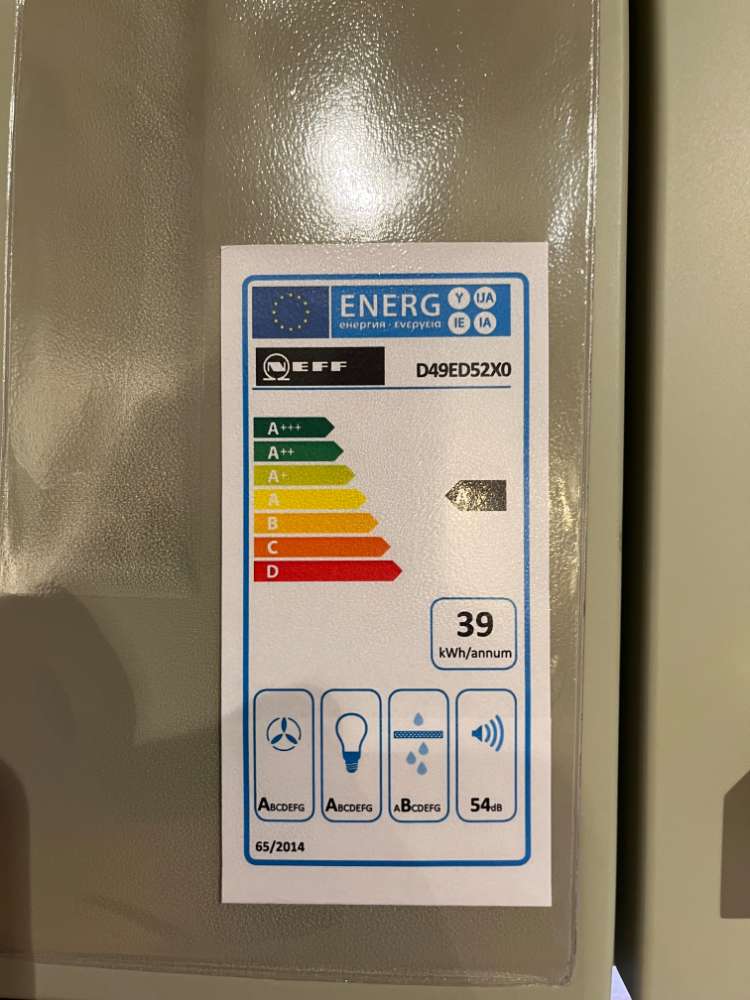 ENERG Y IJA
енергия · ενεργεια IE IA
NEFF
D49ED52X0
A+++
A++
A+
A
A
B
C
D
39
kWh/annum
ABCDEFG
ABCDEFG
ABCDEFG
54dB
65/2014